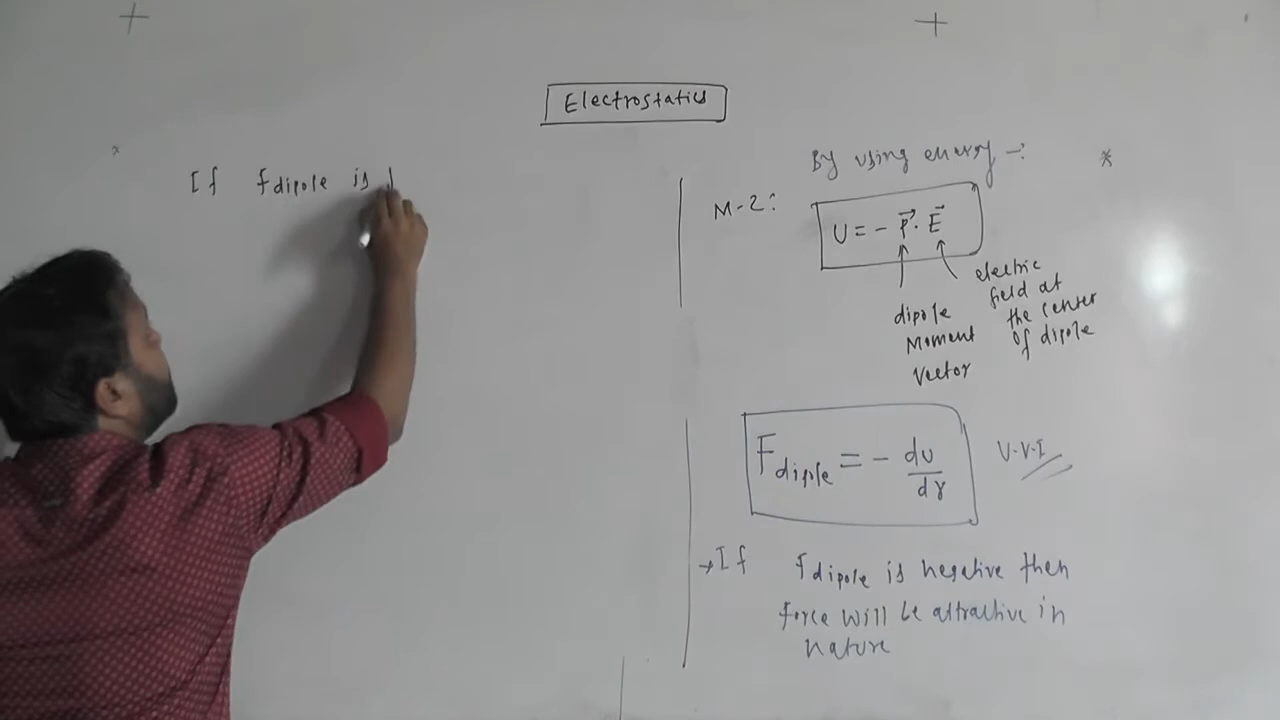 Electrostatics
If Fdipole is
By using energy →:
*
M-2:
U = - P⃗. E⃗
electric
field at
the center
of dipole
dipole
Moment
Vector
Fdipole = - du/dr
V.V.I
→ If Fdipole is negative then
force will be attractive in
nature